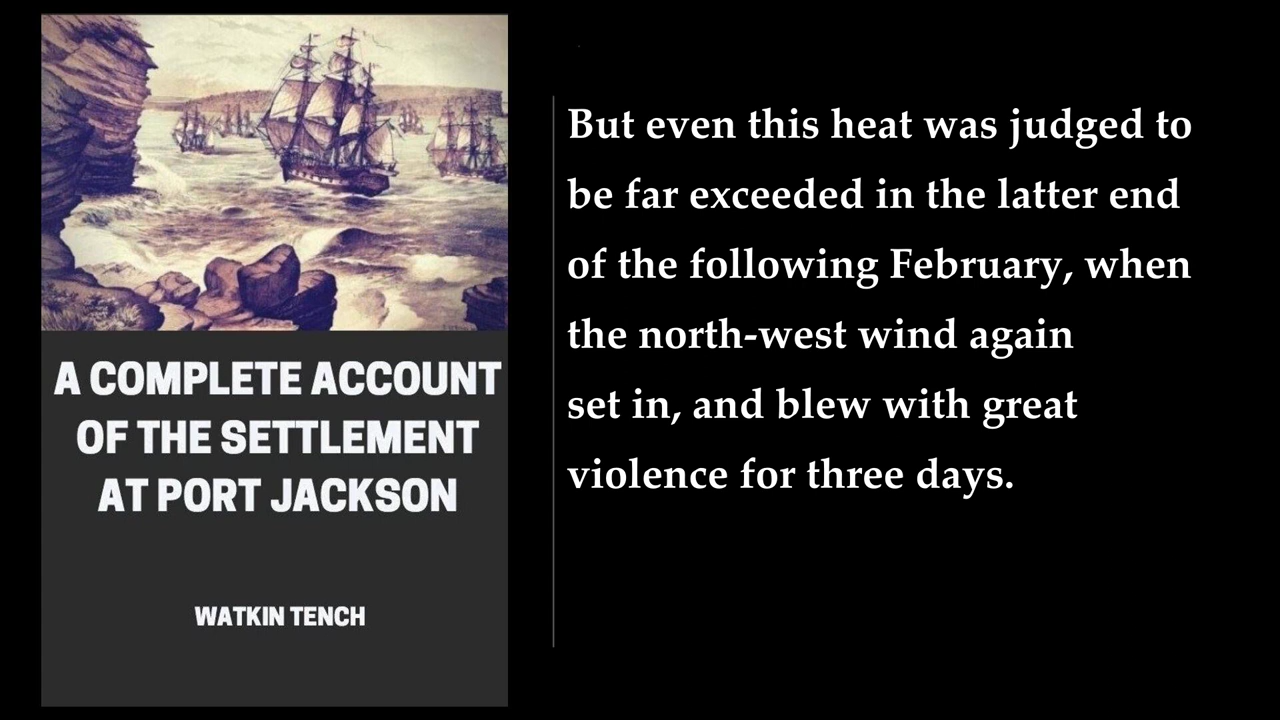 A COMPLETE ACCOUNT
OF THE SETTLEMENT
AT PORT JACKSON
WATKIN TENCH
But even this heat was judged to
be far exceeded in the latter end
of the following February, when
the north-west wind again
set in, and blew with great
violence for three days.